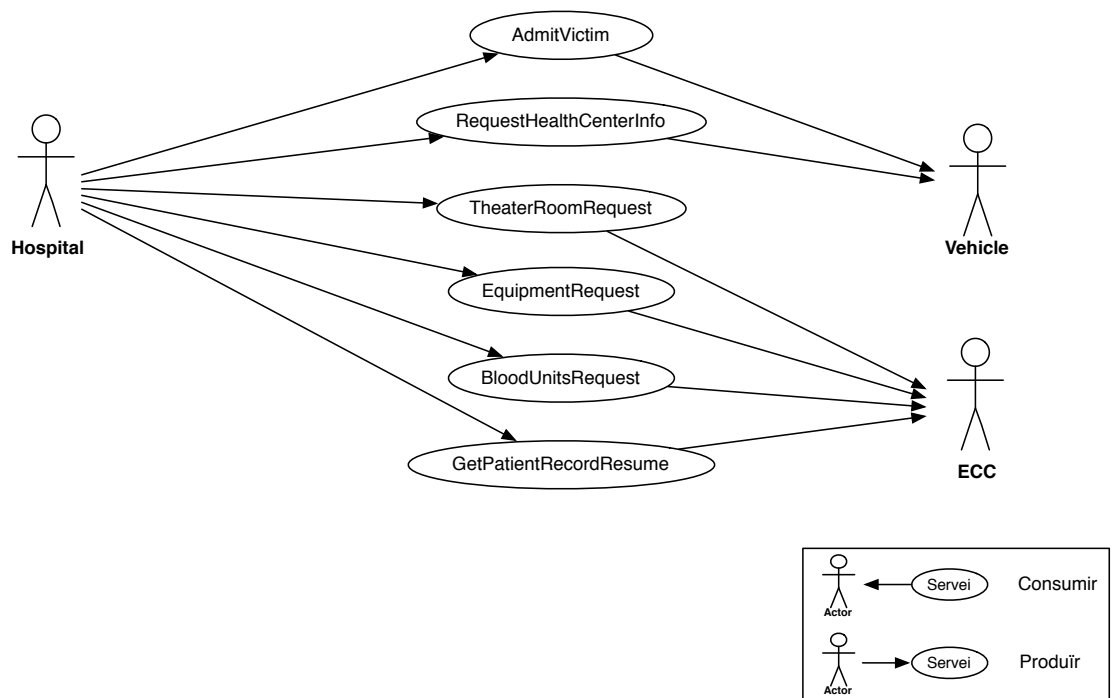 AdmitVictim
RequestHealthCenterInfo
TheaterRoomRequest
Hospital
Vehicle
EquipmentRequest
BloodUnitsRequest
GetPatientRecordResume
ECC
Actor
Servei
Consumir
Actor
Servei
Produïr